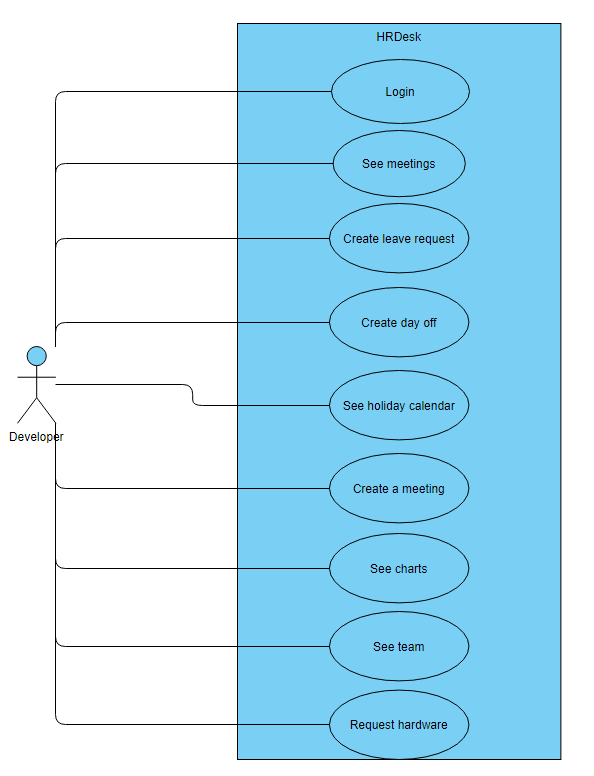 HRDesk
Login
See meetings
Create leave request
Create day off
See holiday calendar
Developer
Create a meeting
See charts
See team
Request hardware